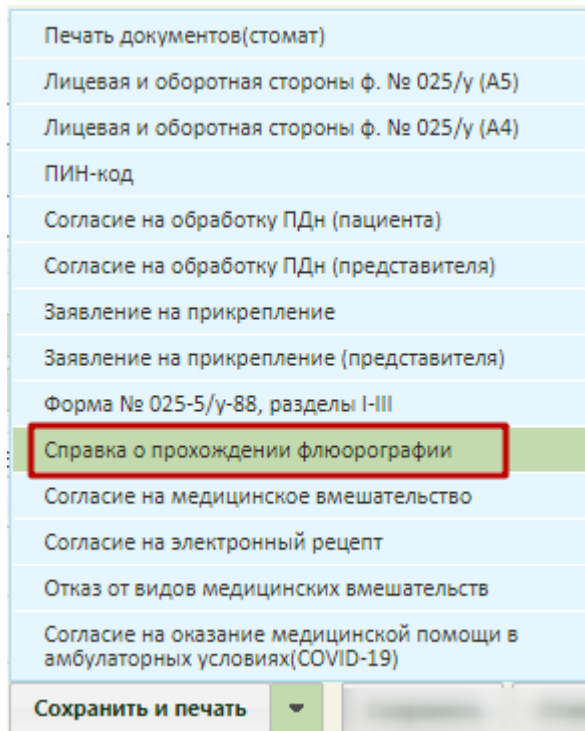 Печать документов(стомат)
Лицевая и оборотная стороны ф. № 025/у (А5)
Лицевая и оборотная стороны ф. № 025/у (А4)
ПИН-код
Согласие на обработку ПДн (пациента)
Согласие на обработку ПДн (представителя)
Заявление на прикрепление
Заявление на прикрепление (представителя)
Форма № 025-5/у-88, разделы I-III
Справка о прохождении флюорографии
Согласие на медицинское вмешательство
Согласие на электронный рецепт
Отказ от видов медицинских вмешательств
Согласие на оказание медицинской помощи в
амбулаторных условиях(COVID-19)
Сохранить и печать